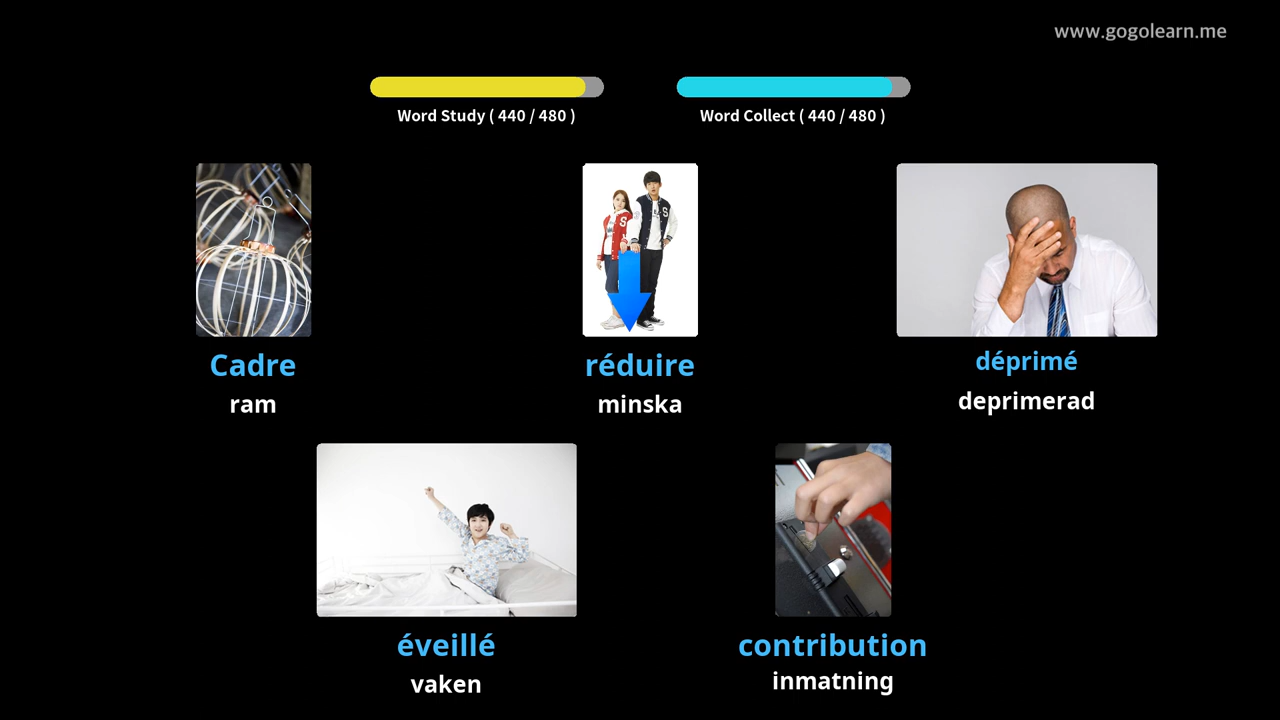 www.gogolearn.me
Word Study ( 440 / 480 )
Word Collect ( 440 / 480 )
Cadre
ram
réduire
minska
déprimé
deprimerad
éveillé
vaken
contribution
inmatning